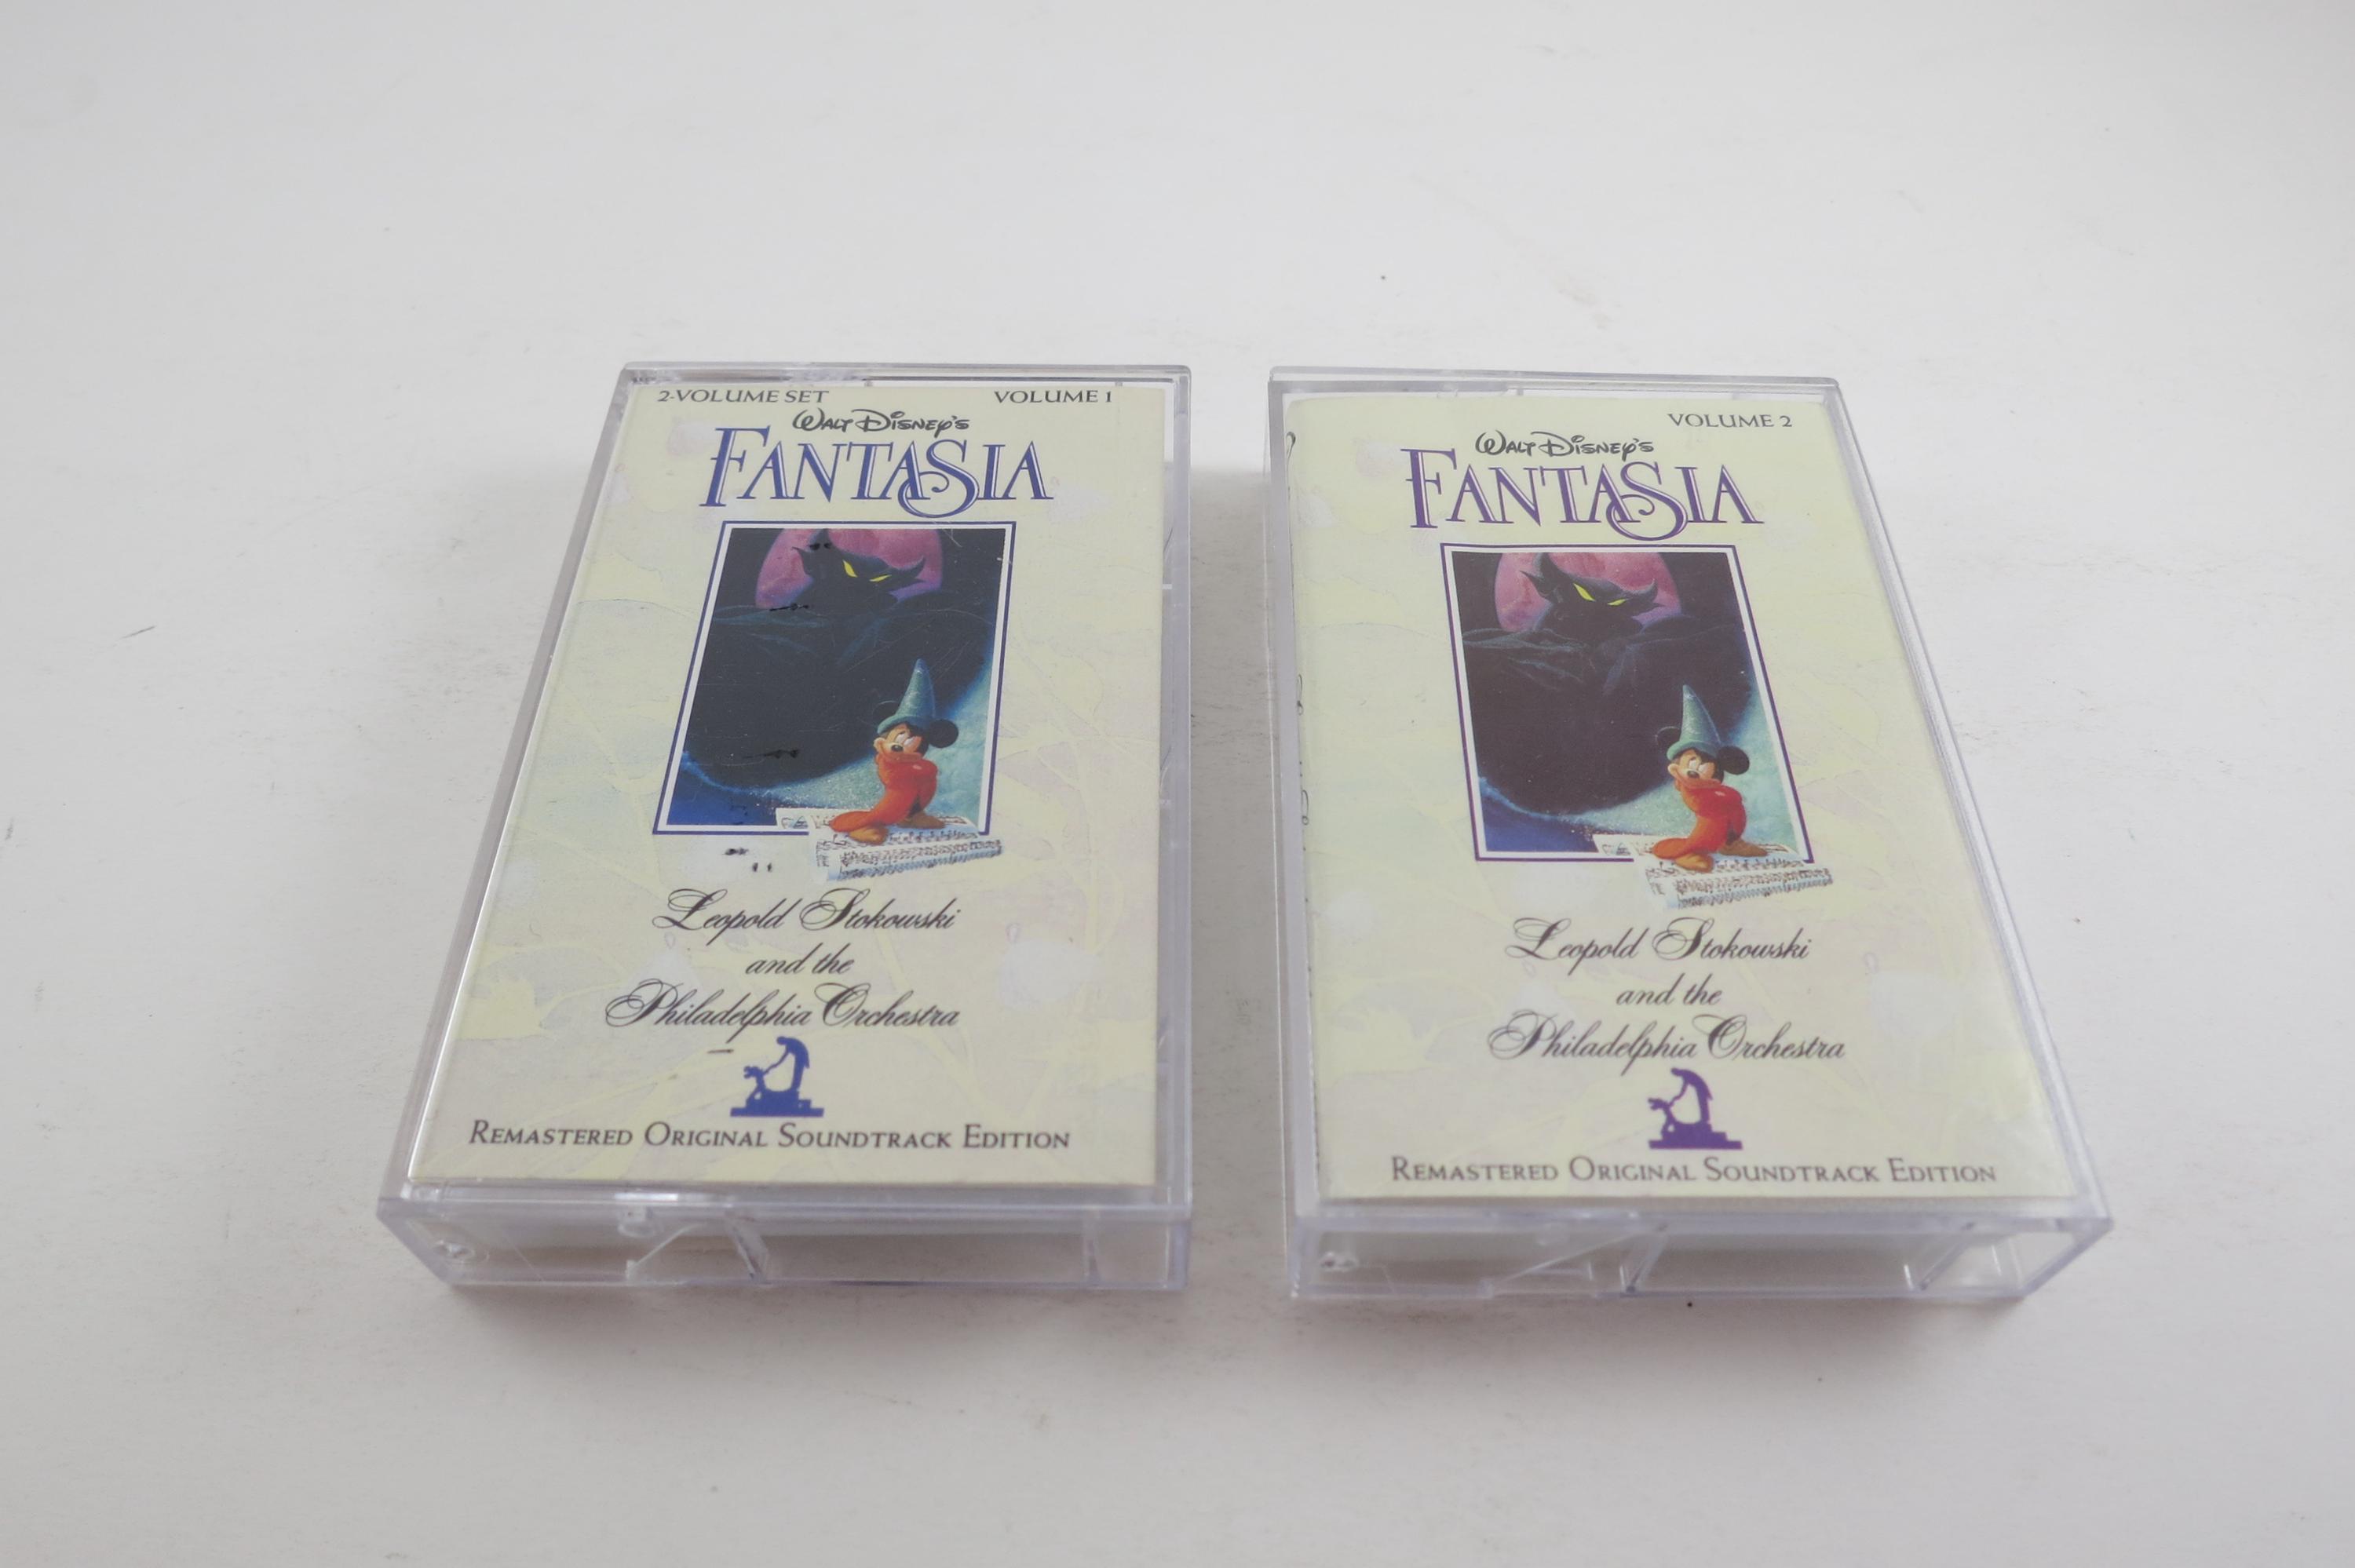 2-VOLUME SET VOLUME 1
WALT DISNEY'S
FANTASIA
Leopold Stokowski
and the
Philadelphia Orchestra
REMASTERED ORIGINAL SOUNDTRACK EDITION
VOLUME 2
WALT DISNEY'S
FANTASIA
Leopold Stokowski
and the
Philadelphia Orchestra
REMASTERED ORIGINAL SOUNDTRACK EDITION